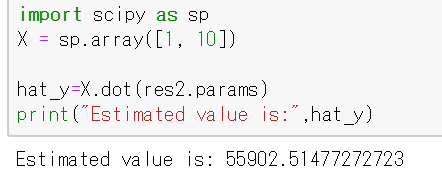 import scipy as sp
X = sp.array([1, 10])
hat_y=X.dot(res2.params)
print("Estimated value is:",hat_y)
Estimated value is: 55902.51477272723